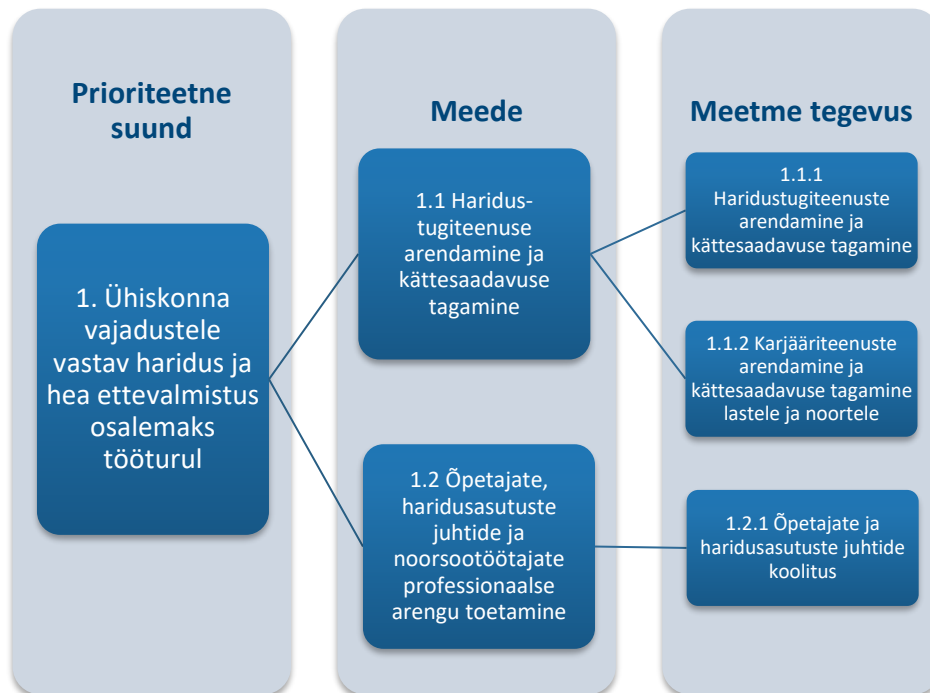 Prioriteetne
suund
1. Ühiskonna
vajadustele
vastav haridus ja
hea ettevalmistus
osalemaks
tööturul
Meede
1.1 Haridus-
tugiteenuse
arendamine ja
kättesaadavuse
tagamine
1.2 Õpetajate,
haridusasutuste
juhtide ja
noorsootöötajate
professionaalse
arengu toetamine
Meetme tegevus
1.1.1
Haridustugiteenuste
arendamine ja
kättesaadavuse tagamine
1.1.2 Karjääriteenuste
arendamine ja
kättesaadavuse tagamine
lastele ja noortele
1.2.1 Õpetajate ja
haridusasutuste juhtide
koolitus